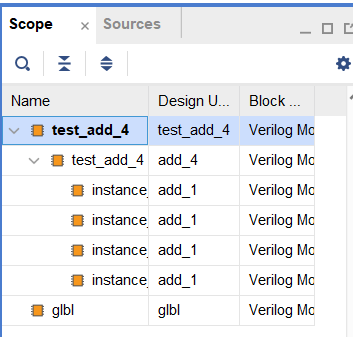 Scope × Sources
Name Design U... Block ...
test_add_4 test_add_4 Verilog Mo
test_add_4 add_4 Verilog Mo
instance_ add_1 Verilog Mo
instance_ add_1 Verilog Mo
instance_ add_1 Verilog Mo
instance_ add_1 Verilog Mo
glbl glbl Verilog Mo